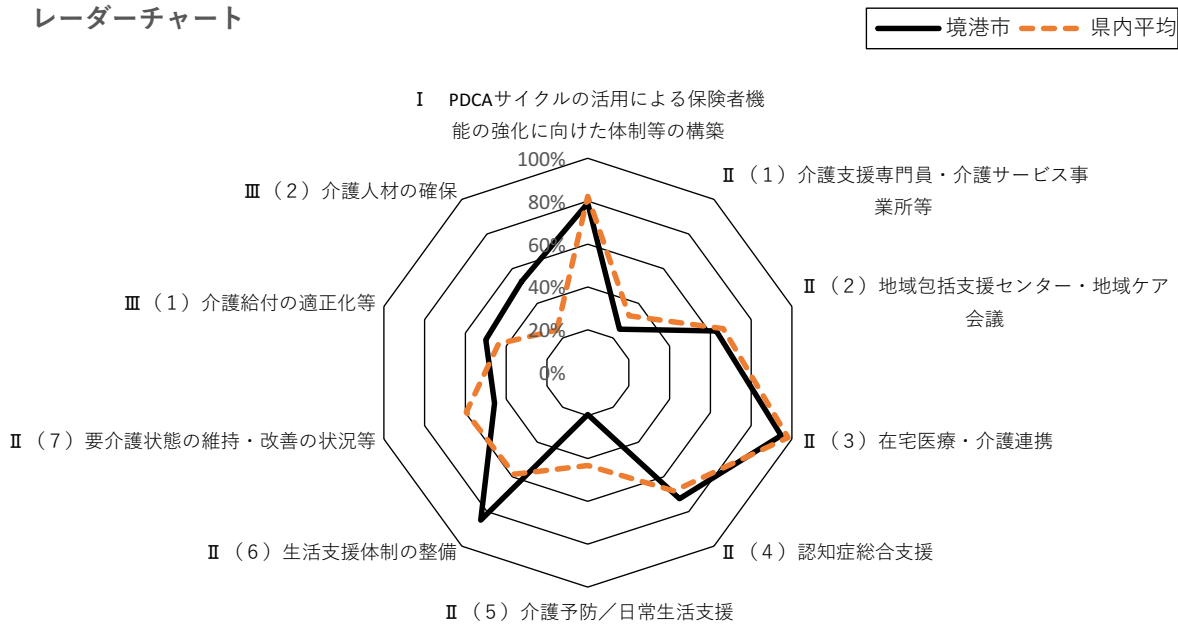 レーダーチャート
境港市 県内平均
Ⅰ　PDCAサイクルの活用による保険者機
能の強化に向けた体制等の構築
Ⅱ（１）介護支援専門員・介護サービス事
業所等
Ⅱ（２）地域包括支援センター・地域ケア
会議
Ⅱ（３）在宅医療・介護連携
Ⅱ（４）認知症総合支援
Ⅱ（５）介護予防／日常生活支援
Ⅱ（６）生活支援体制の整備
Ⅱ（７）要介護状態の維持・改善の状況等
Ⅲ（１）介護給付の適正化等
Ⅲ（２）介護人材の確保
100%
80%
60%
40%
20%
0%